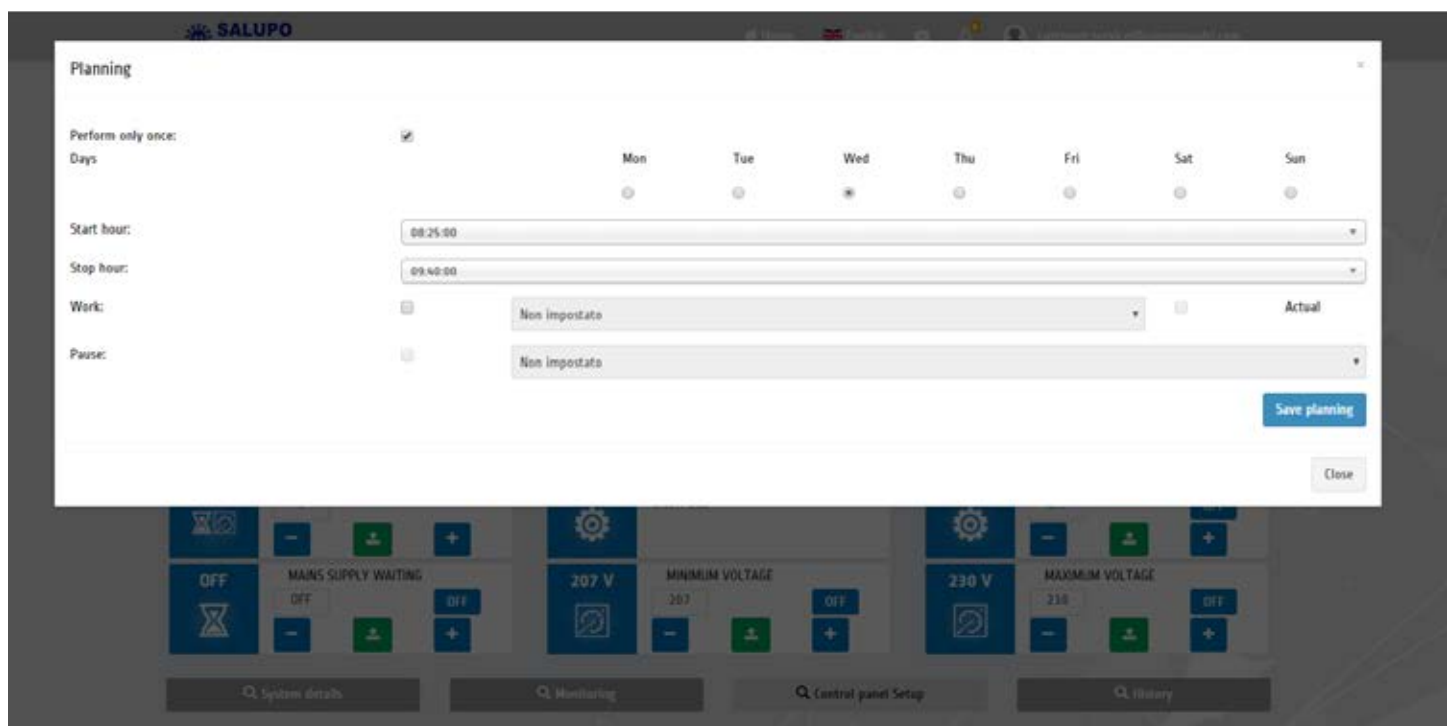 SALUPO
Home English
Planning
Perform only once:
Days Mon Tue Wed Thu Fri Sat Sun
Start hour: 08:25:00
Stop hour: 09:40:00
Work: Non impostato Actual
Pause: Non impostato
Save planning
Close
OFF MAINS SUPPLY WAITING 207 V MINIMUM VOLTAGE 230 V MAXIMUM VOLTAGE
OFF OFF 207 OFF 230 OFF
System details Monitoring Control panel Setup History